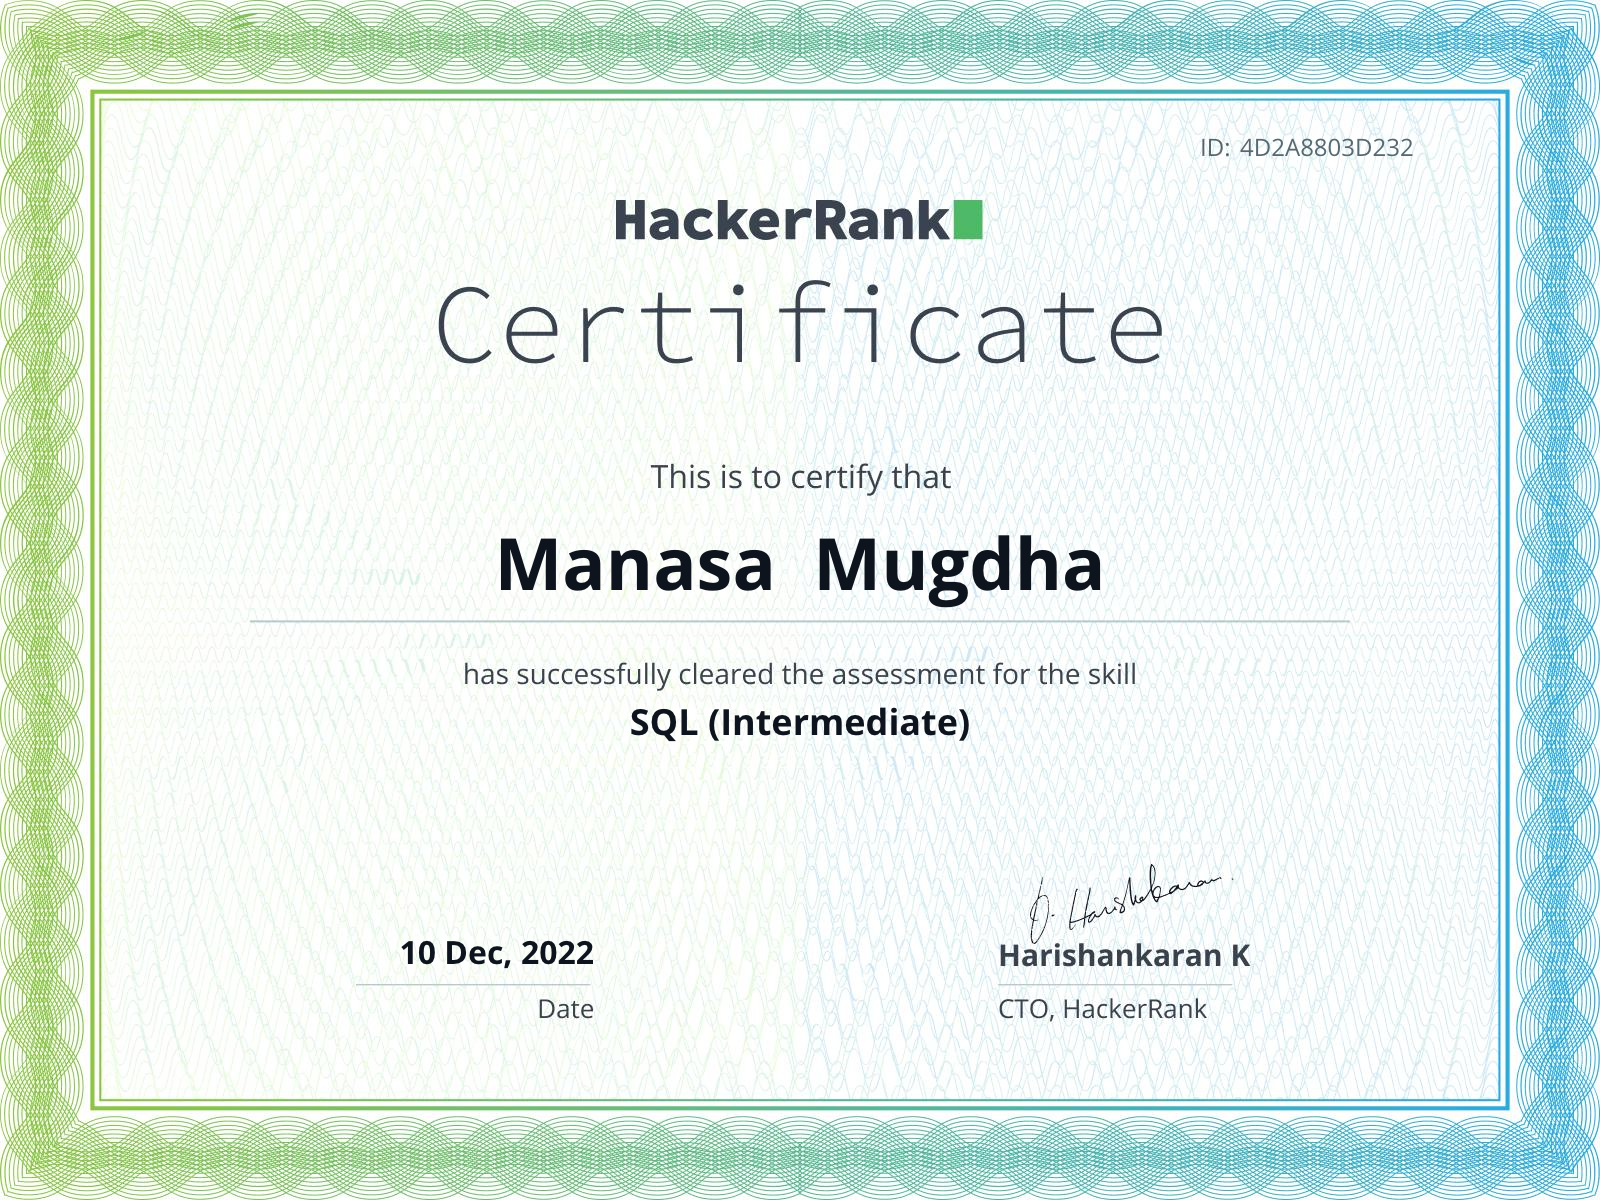 ID: 4D2A8803D232
HackerRank
Certificate
This is to certify that
Manasa Mugdha
has successfully cleared the assessment for the skill
SQL (Intermediate)
D. Harishankaran
10 Dec, 2022
Harishankaran K
Date
CTO, HackerRank